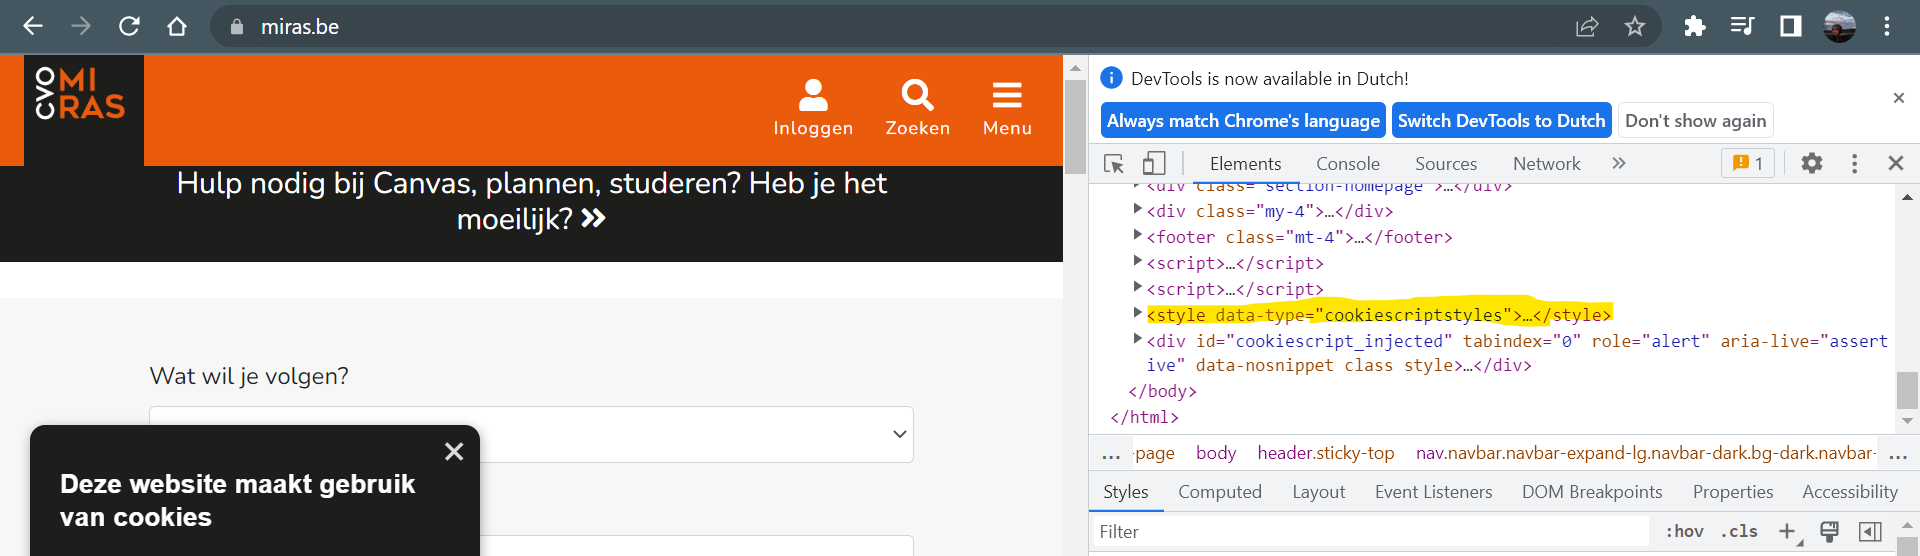 miras.be
CVO MI
RAS
Inloggen Zoeken Menu
Hulp nodig bij Canvas, plannen, studeren? Heb je het
moeilijk? »
Wat wil je volgen?
Deze website maakt gebruik
van cookies
DevTools is now available in Dutch!
Always match Chrome's language Switch DevTools to Dutch Don't show again
Elements Console Sources Network » 1
<div class="section-homepage">…</div>
<div class="my-4">…</div>
<footer class="mt-4">…</footer>
<script>…</script>
<script>…</script>
<style data-type="cookiescriptstyles">…</style>
<div id="cookiescript_injected" tabindex="0" role="alert" aria-live="assert
ive" data-nosnippet class style>…</div>
</body>
</html>
… -page body header.sticky-top nav.navbar.navbar-expand-lg.navbar-dark.bg-dark.navbar- …
Styles Computed Layout Event Listeners DOM Breakpoints Properties Accessibility
Filter :hov .cls